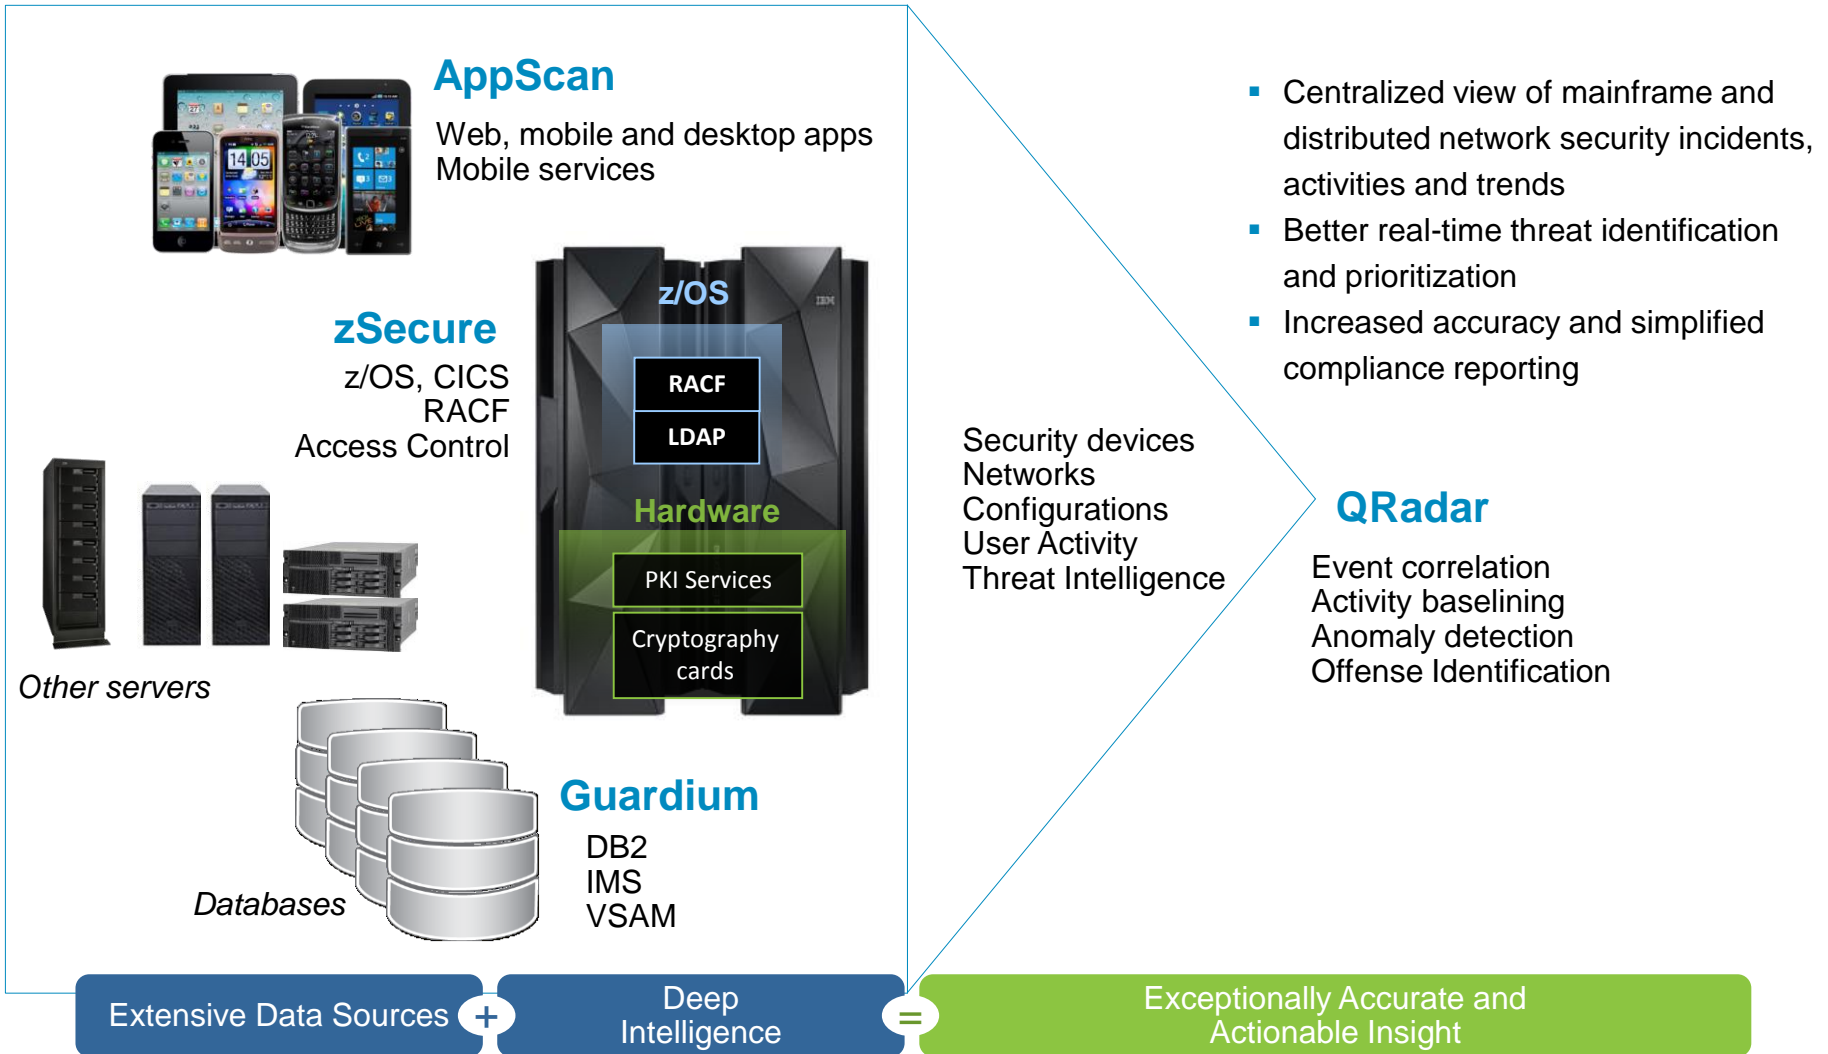 AppScan
Web, mobile and desktop apps
Mobile services
14 05
z/OS
IBM
zSecure
z/OS, CICS
RACF
Access Control
RACF
LDAP
Hardware
PKI Services
Cryptography
cards
Other servers
Guardium
DB2
IMS
VSAM
Databases
Security devices
Networks
Configurations
User Activity
Threat Intelligence
▪ Centralized view of mainframe and
distributed network security incidents,
activities and trends
▪ Better real-time threat identification
and prioritization
▪ Increased accuracy and simplified
compliance reporting
QRadar
Event correlation
Activity baselining
Anomaly detection
Offense Identification
Extensive Data Sources
+
Deep
Intelligence
=
Exceptionally Accurate and
Actionable Insight